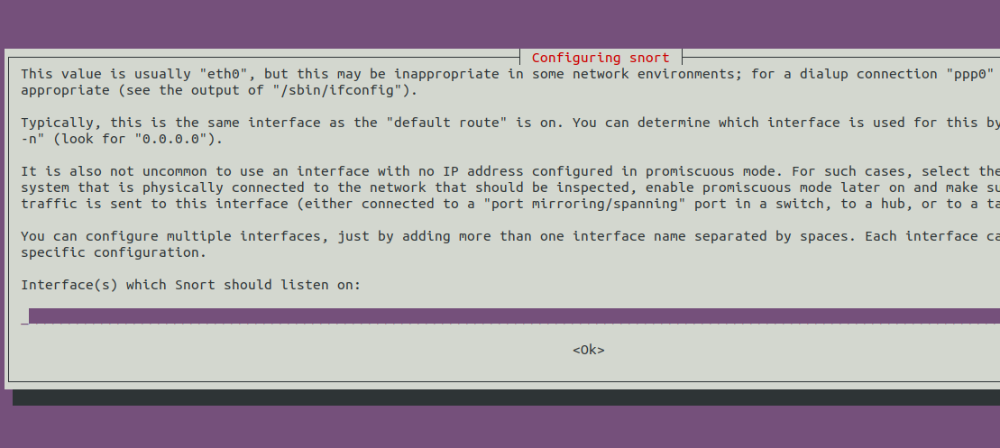 Configuring snort
This value is usually "eth0", but this may be inappropriate in some network environments; for a dialup connection "ppp0"
appropriate (see the output of "/sbin/ifconfig").
Typically, this is the same interface as the "default route" is on. You can determine which interface is used for this by
-n" (look for "0.0.0.0").
It is also not uncommon to use an interface with no IP address configured in promiscuous mode. For such cases, select the
system that is physically connected to the network that should be inspected, enable promiscuous mode later on and make su
traffic is sent to this interface (either connected to a "port mirroring/spanning" port in a switch, to a hub, or to a ta
You can configure multiple interfaces, just by adding more than one interface name separated by spaces. Each interface ca
specific configuration.
Interface(s) which Snort should listen on:
<Ok>